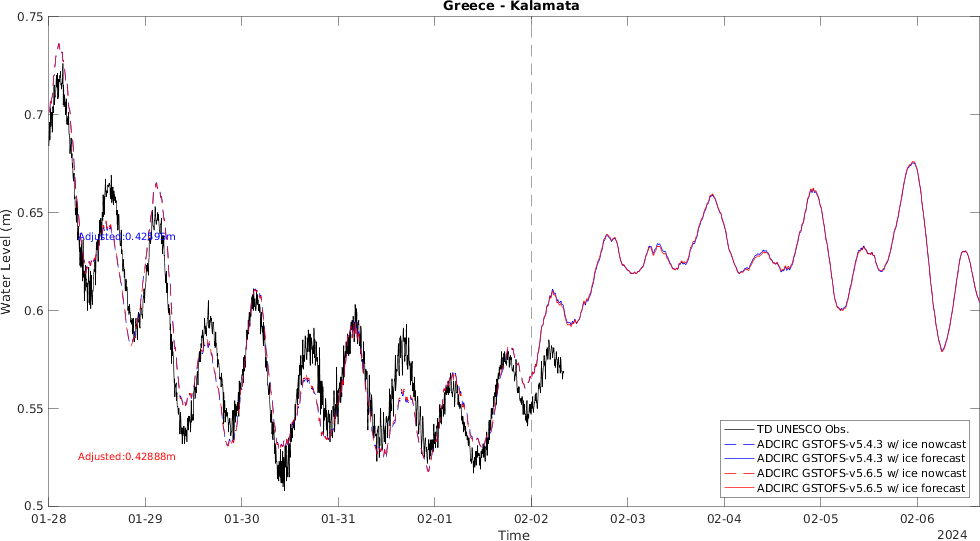 Greece - Kalamata
Water Level (m)
0.75
0.7
0.65
0.6
0.55
0.5
Adjusted:0.42888m
TD UNESCO Obs.
ADCIRC GSTOFS-v5.4.3 w/ ice nowcast
ADCIRC GSTOFS-v5.4.3 w/ ice forecast
ADCIRC GSTOFS-v5.6.5 w/ ice nowcast
ADCIRC GSTOFS-v5.6.5 w/ ice forecast
01-28 01-29 01-30 01-31 02-01 02-02 02-03 02-04 02-05 02-06
Time
2024